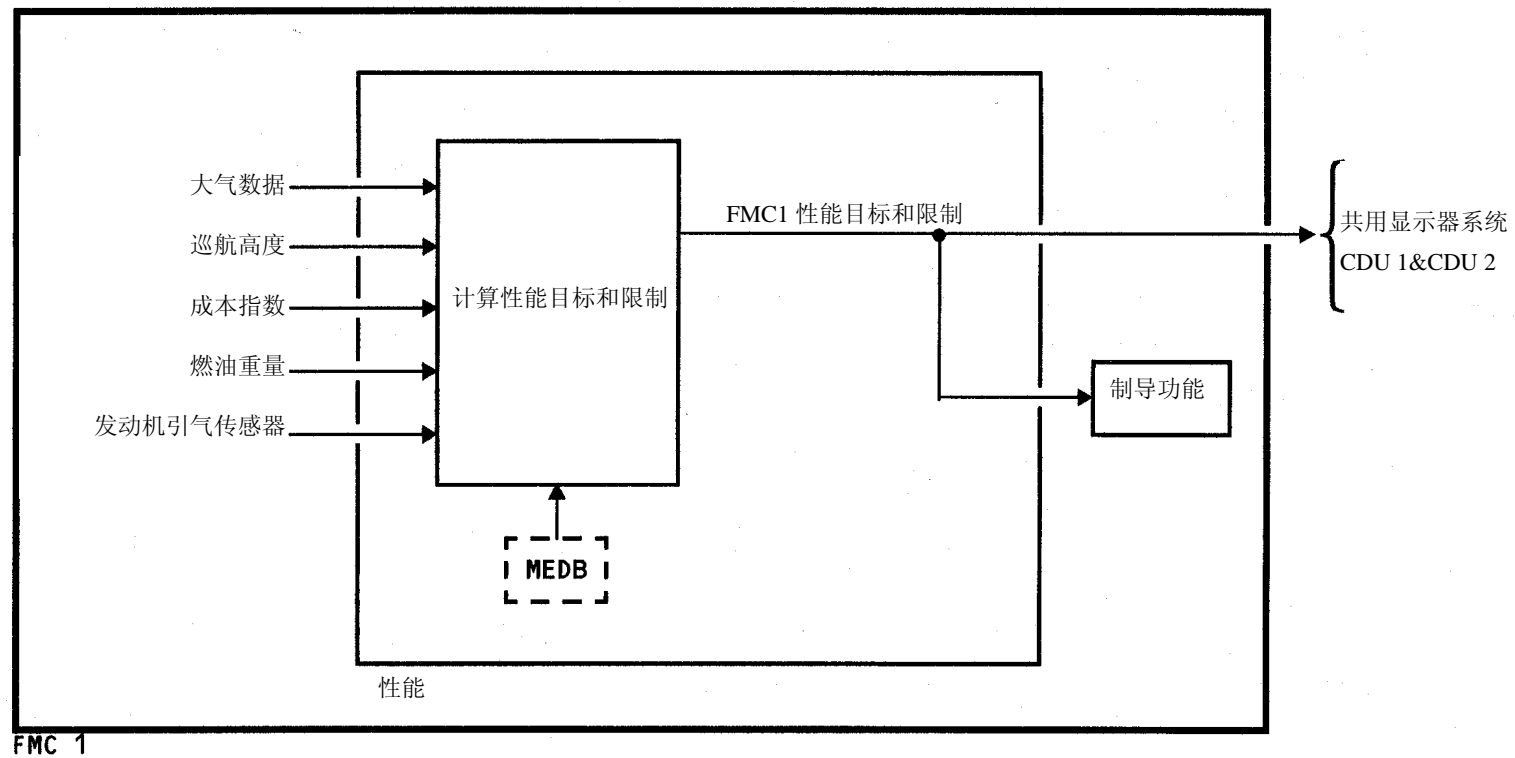 大气数据
巡航高度
成本指数
燃油重量
发动机引气传感器
计算性能目标和限制
MEDB
FMC1 性能目标和限制
制导功能
共用显示器系统
CDU 1&CDU 2
性能
FMC 1